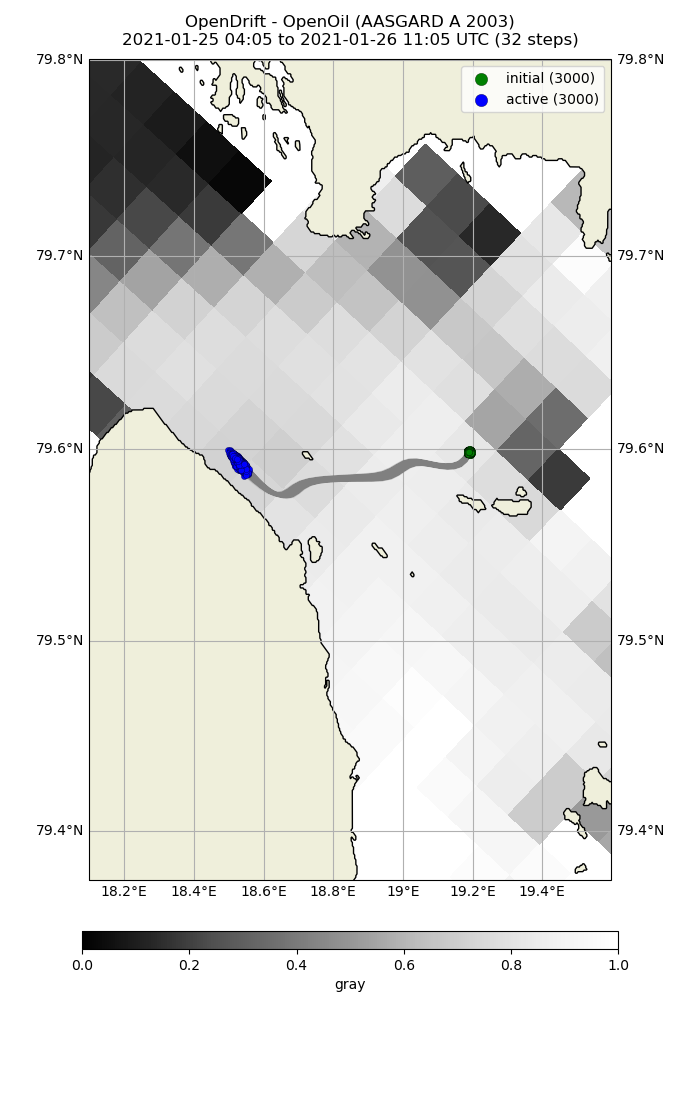 OpenDrift - OpenOil (AASGARD A 2003)
2021-01-25 04:05 to 2021-01-26 11:05 UTC (32 steps)
79.8°N 79.8°N
initial (3000)
active (3000)
79.7°N 79.7°N
79.6°N 79.6°N
79.5°N 79.5°N
79.4°N 79.4°N
18.2°E 18.4°E 18.6°E 18.8°E 19°E 19.2°E 19.4°E
0.0 0.2 0.4 0.6 0.8 1.0
gray